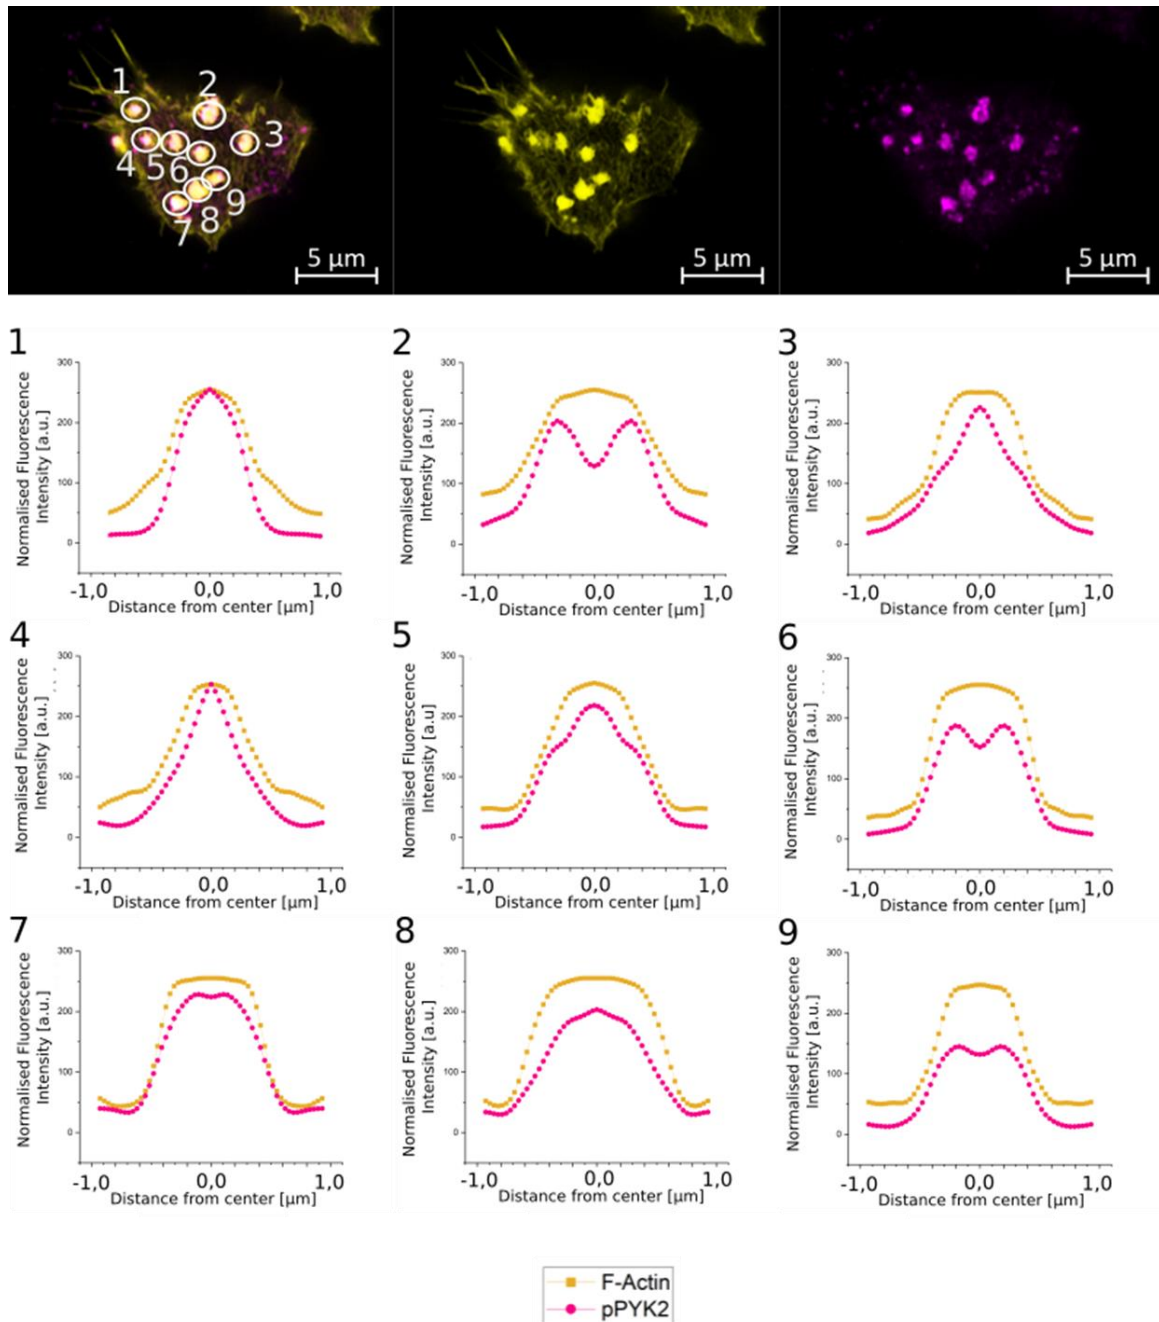 1
2
3
4
5
6
7
8
9
5 µm
5 µm
5 µm
1
Normalised Fluorescence
Intensity [a.u.]
300
200
100
0
-1,0 0,0 1,0
Distance from center [µm]
2
Normalised Fluorescence
Intensity [a.u.]
300
200
100
0
-1,0 0,0 1,0
Distance from center [µm]
3
Normalised Fluorescence
Intensity [a.u.]
300
200
100
0
-1,0 0,0 1,0
Distance from center [µm]
4
Normalised Fluorescence
Intensity [a.u.]
300
200
100
0
-1,0 0,0 1,0
Distance from center [µm]
5
Normalised Fluorescence
Intensity [a.u]
300
200
100
0
-1,0 0,0 1,0
Distance from center [µm]
6
Normalised Fluorescence
Intensity [a.u.]
300
200
100
0
-1,0 0,0 1,0
Distance from center [µm]
7
Normalised Fluorescence
Intensity [a.u.]
300
200
100
0
-1,0 0,0 1,0
Distance from center [µm]
8
Normalised Fluorescence
Intensity [a.u.]
300
200
100
0
-1,0 0,0 1,0
Distance from center [µm]
9
Normalised Fluorescence
Intensity [a.u.]
300
200
100
0
-1,0 0,0 1,0
Distance from center [µm]
F-Actin
pPYK2